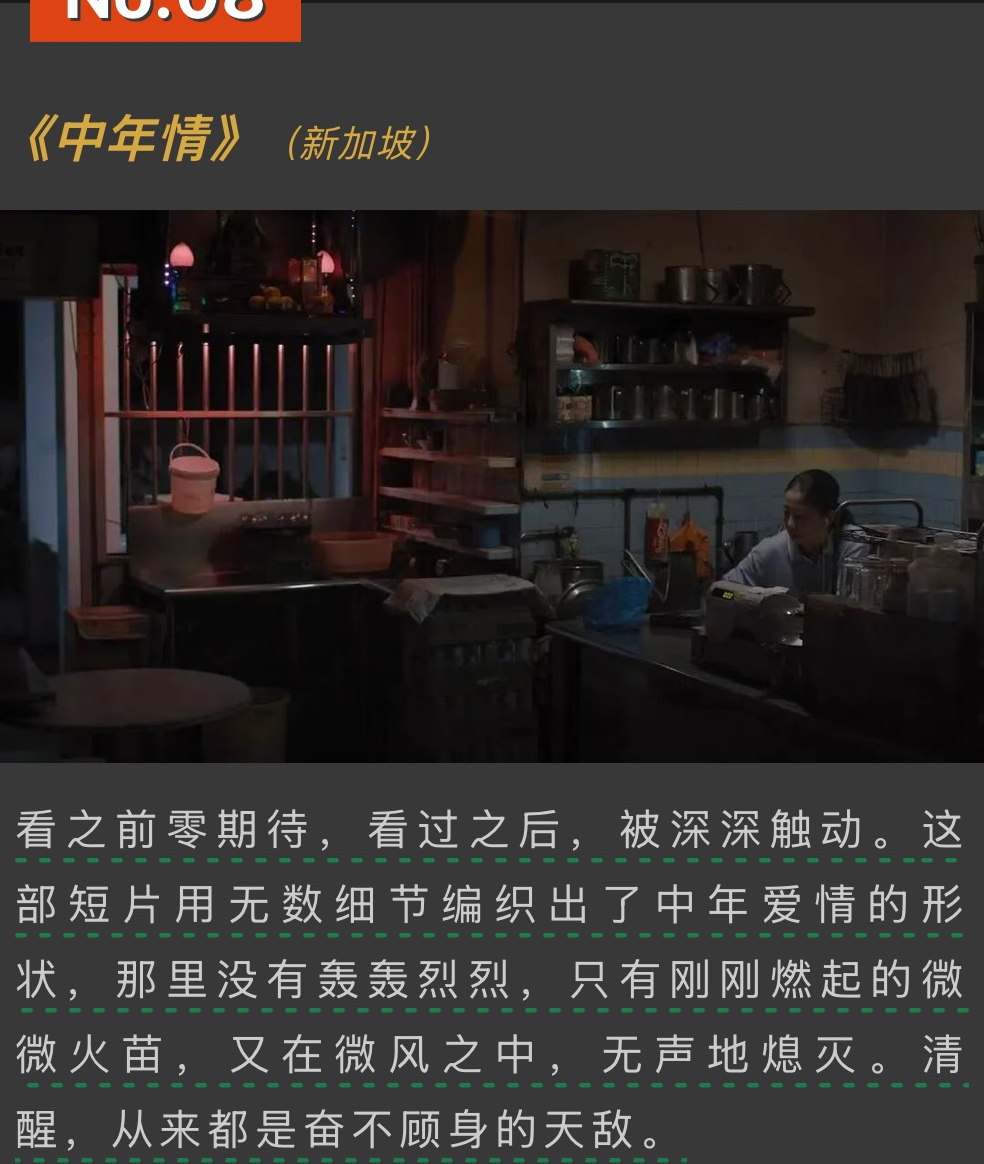 No.08
《中年情》（新加坡）
看之前零期待，看过之后，被深深触动。这
部短片用无数细节编织出了中年爱情的形
状，那里没有轰轰烈烈，只有刚刚燃起的微
微火苗，又在微风之中，无声地熄灭。清
醒，从来都是奋不顾身的天敌。